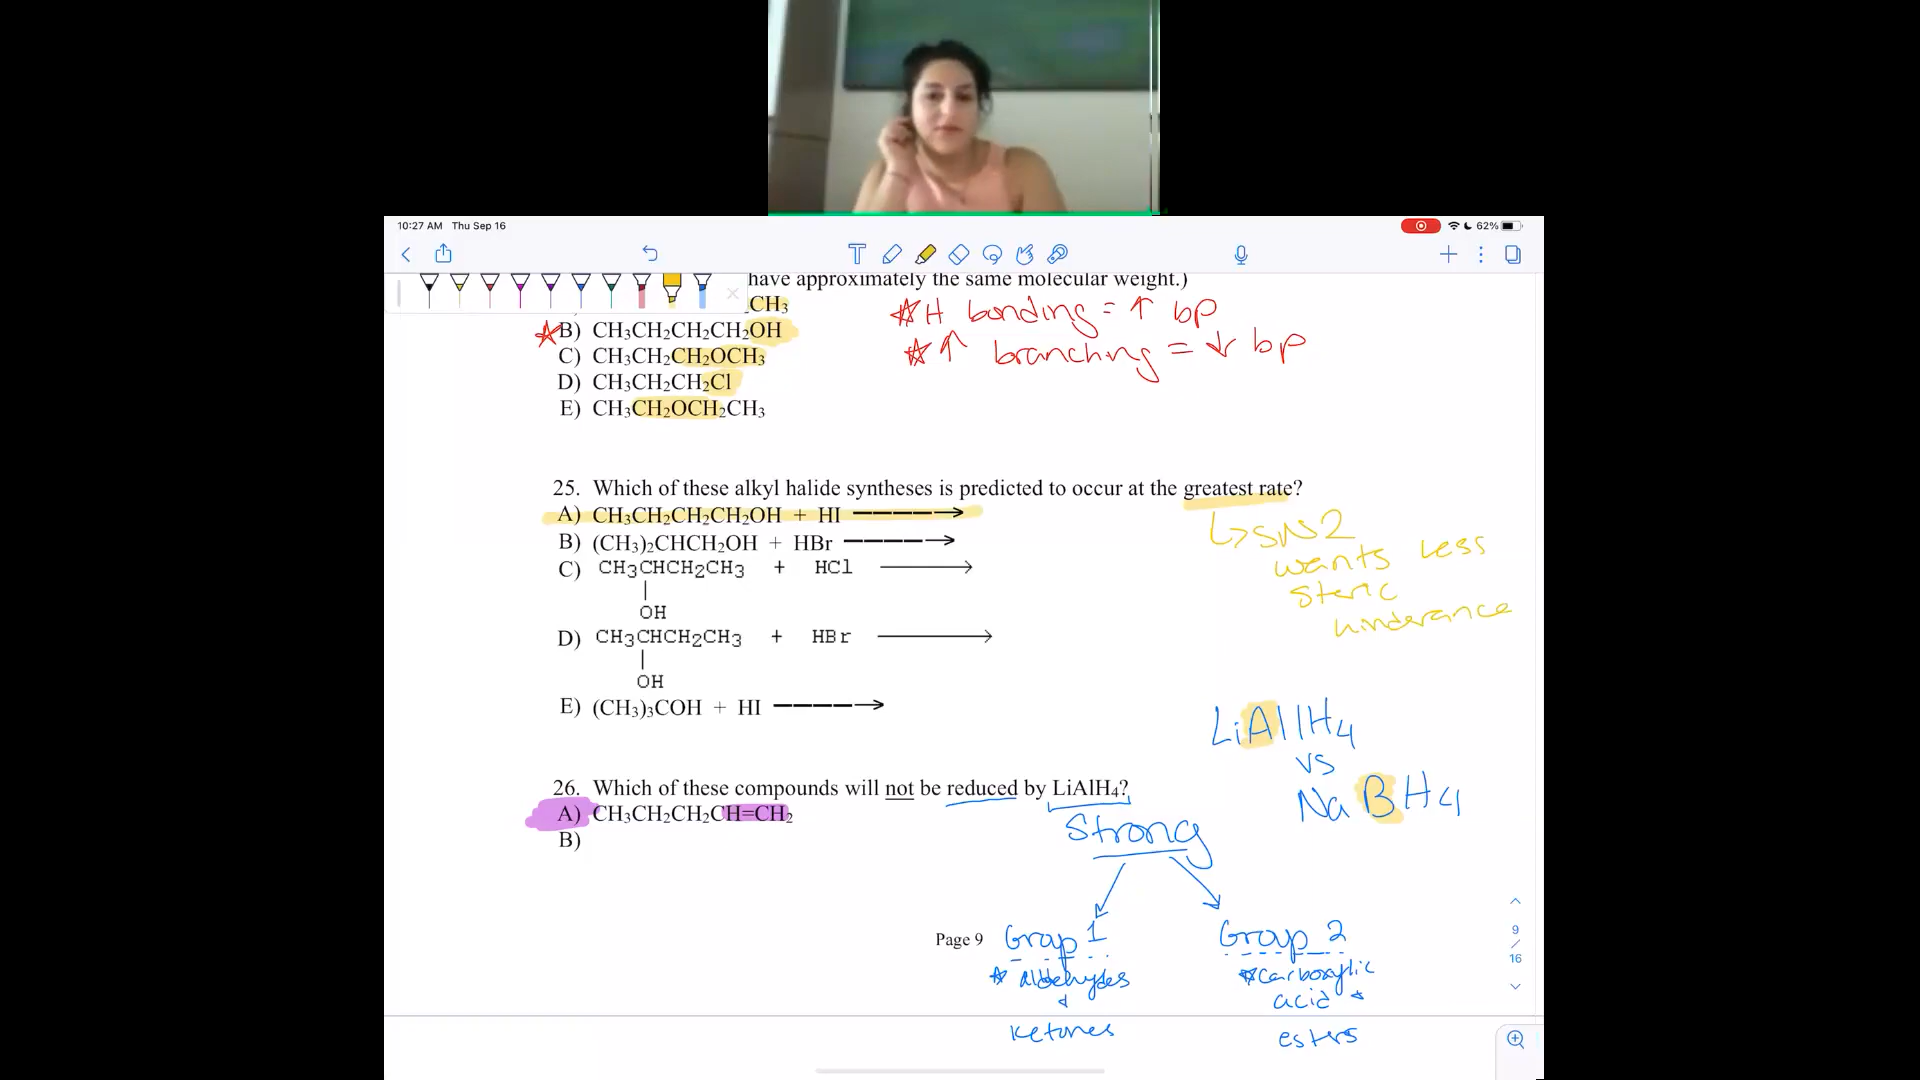 10:27 AM Thu Sep 16
62%
have approximately the same molecular weight.)
CH3
B) CH3CH2CH2CH2OH
C) CH3CH2CH2OCH3
D) CH3CH2CH2Cl
E) CH3CH2OCH2CH3
H bonding = ↑ bp
↑ branching = ↓ bp
25. Which of these alkyl halide syntheses is predicted to occur at the greatest rate?
A) CH3CH2CH2CH2OH + HI
B) (CH3)2CHCH2OH + HBr
C) CH3CHCH2CH3 + HCl
OH
D) CH3CHCH2CH3 + HBr
OH
E) (CH3)3COH + HI
↳ SN2
wants less
steric
hinderance
LiAlH4
vs
NaBH4
26. Which of these compounds will not be reduced by LiAlH4?
A) CH3CH2CH2CH=CH2
B)
Strong
Page 9
Group 1
aldehydes
+
ketones
Group 2
carboxylic
acid +
esters
9
/
16